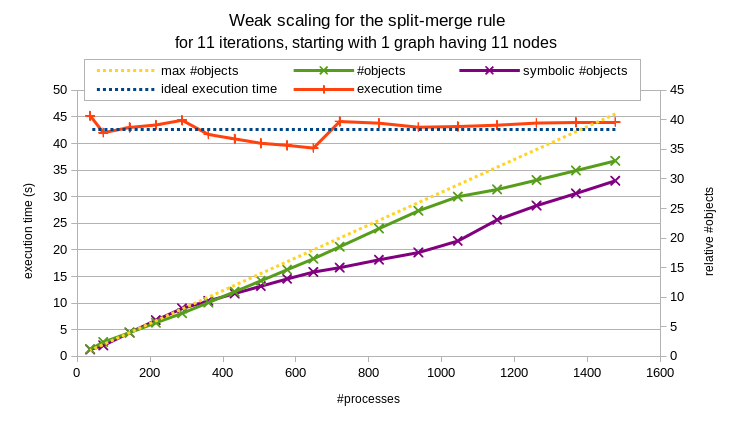 Weak scaling for the split-merge rule
for 11 iterations, starting with 1 graph having 11 nodes
max #objects #objects symbolic #objects
ideal execution time execution time
50 45
45 40
40 35
35 30
30 25
25 20
20 15
15 10
10 5
5 0
0
execution time (s)
relative #objects
0 200 400 600 800 1000 1200 1400 1600
#processes